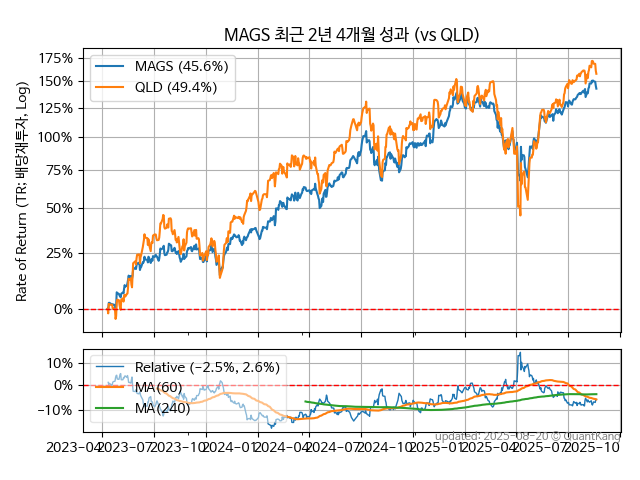 MAGS 최근 2년 4개월 성과 (vs QLD)
Rate of Return (TR; 배당재투자, Log)
175%
150%
125%
100%
75%
50%
25%
0%
MAGS (45.6%)
QLD (49.4%)
10%
0%
−10%
Relative (−2.5%, 2.6%)
MA(60)
MA(240)
updated: 2025-08-20 © QuantKang
2023-04 2023-07 2023-10 2024-01 2024-04 2024-07 2024-10 2025-01 2025-04 2025-07 2025-10